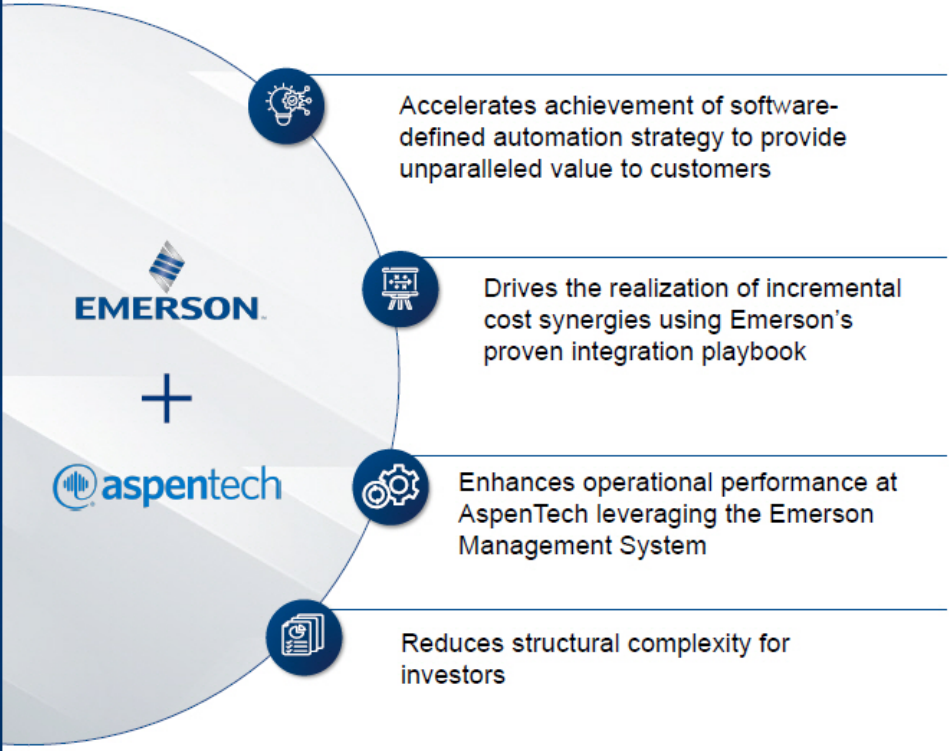 EMERSON
+
aspentech
Accelerates achievement of software-
defined automation strategy to provide
unparalleled value to customers
Drives the realization of incremental
cost synergies using Emerson's
proven integration playbook
Enhances operational performance at
AspenTech leveraging the Emerson
Management System
Reduces structural complexity for
investors